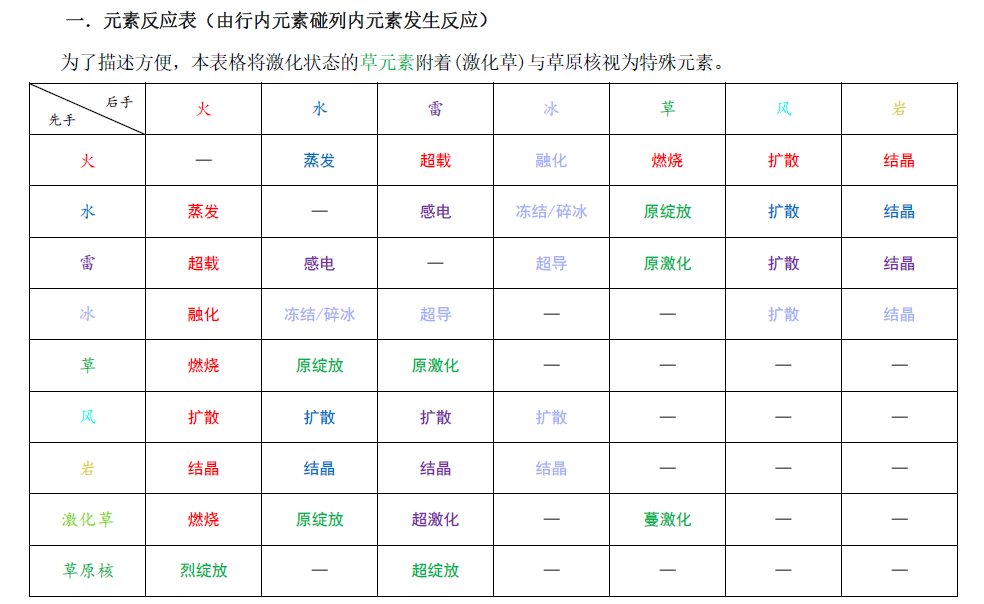 一．元素反应表（由行内元素碰列内元素发生反应）
为了描述方便，本表格将激化状态的草元素附着(激化草)与草原核视为特殊元素。
后手 先手 火 水 雷 冰 草 风 岩
火 — 蒸发 超载 融化 燃烧 扩散 结晶
水 蒸发 — 感电 冻结/碎冰 原绽放 扩散 结晶
雷 超载 感电 — 超导 原激化 扩散 结晶
冰 融化 冻结/碎冰 超导 — — 扩散 结晶
草 燃烧 原绽放 原激化 — — — —
风 扩散 扩散 扩散 扩散 — — —
岩 结晶 结晶 结晶 结晶 — — —
激化草 燃烧 原绽放 超激化 — 蔓激化 — —
草原核 烈绽放 — 超绽放 — — — —